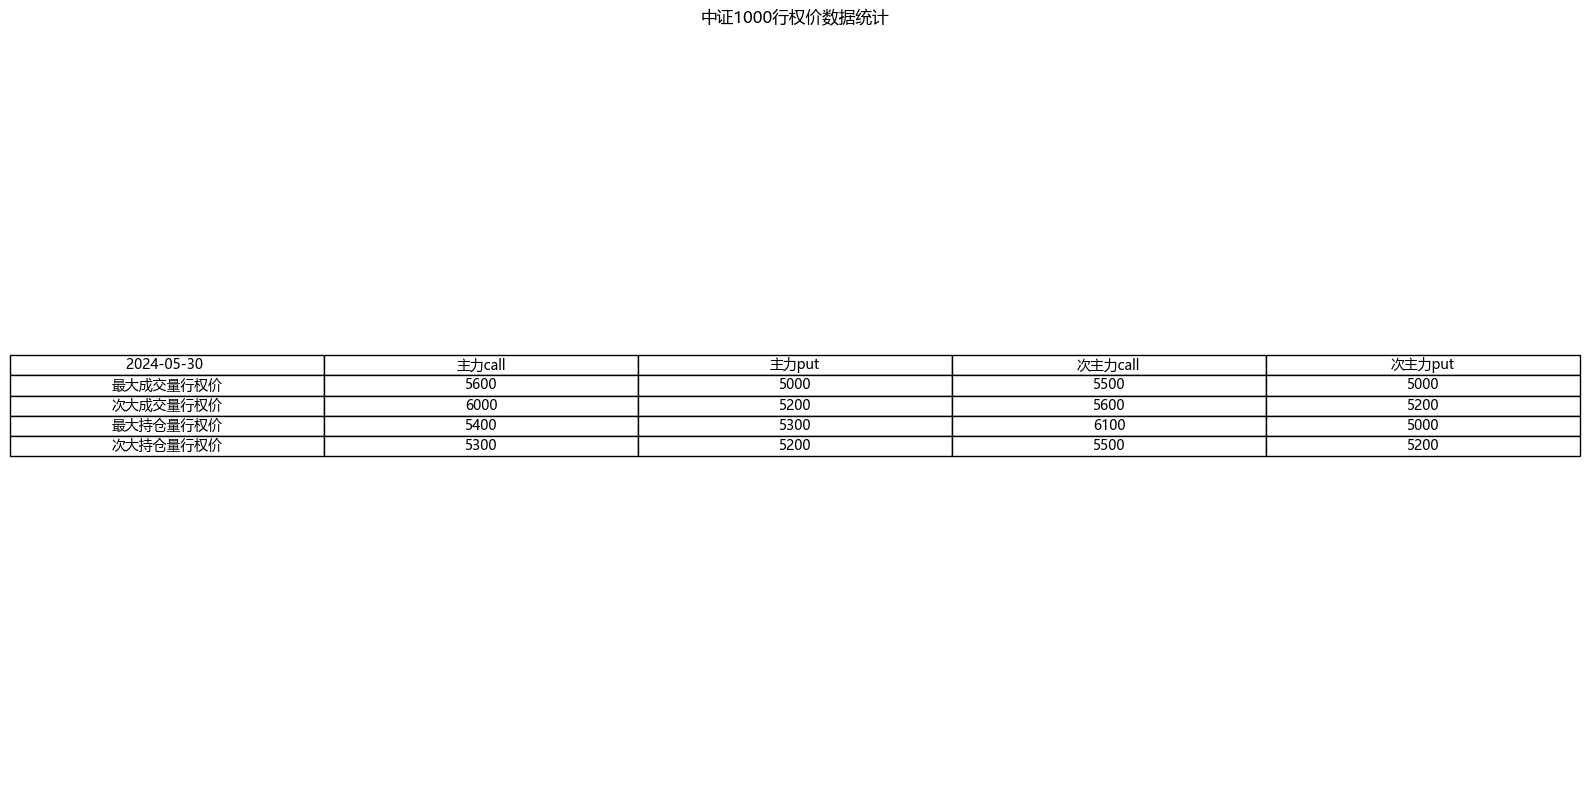 中证1000行权价数据统计
2024-05-30 主力call 主力put 次主力call 次主力put
最大成交量行权价 5600 5000 5500 5000
次大成交量行权价 6000 5200 5600 5200
最大持仓量行权价 5400 5300 6100 5000
次大持仓量行权价 5300 5200 5500 5200